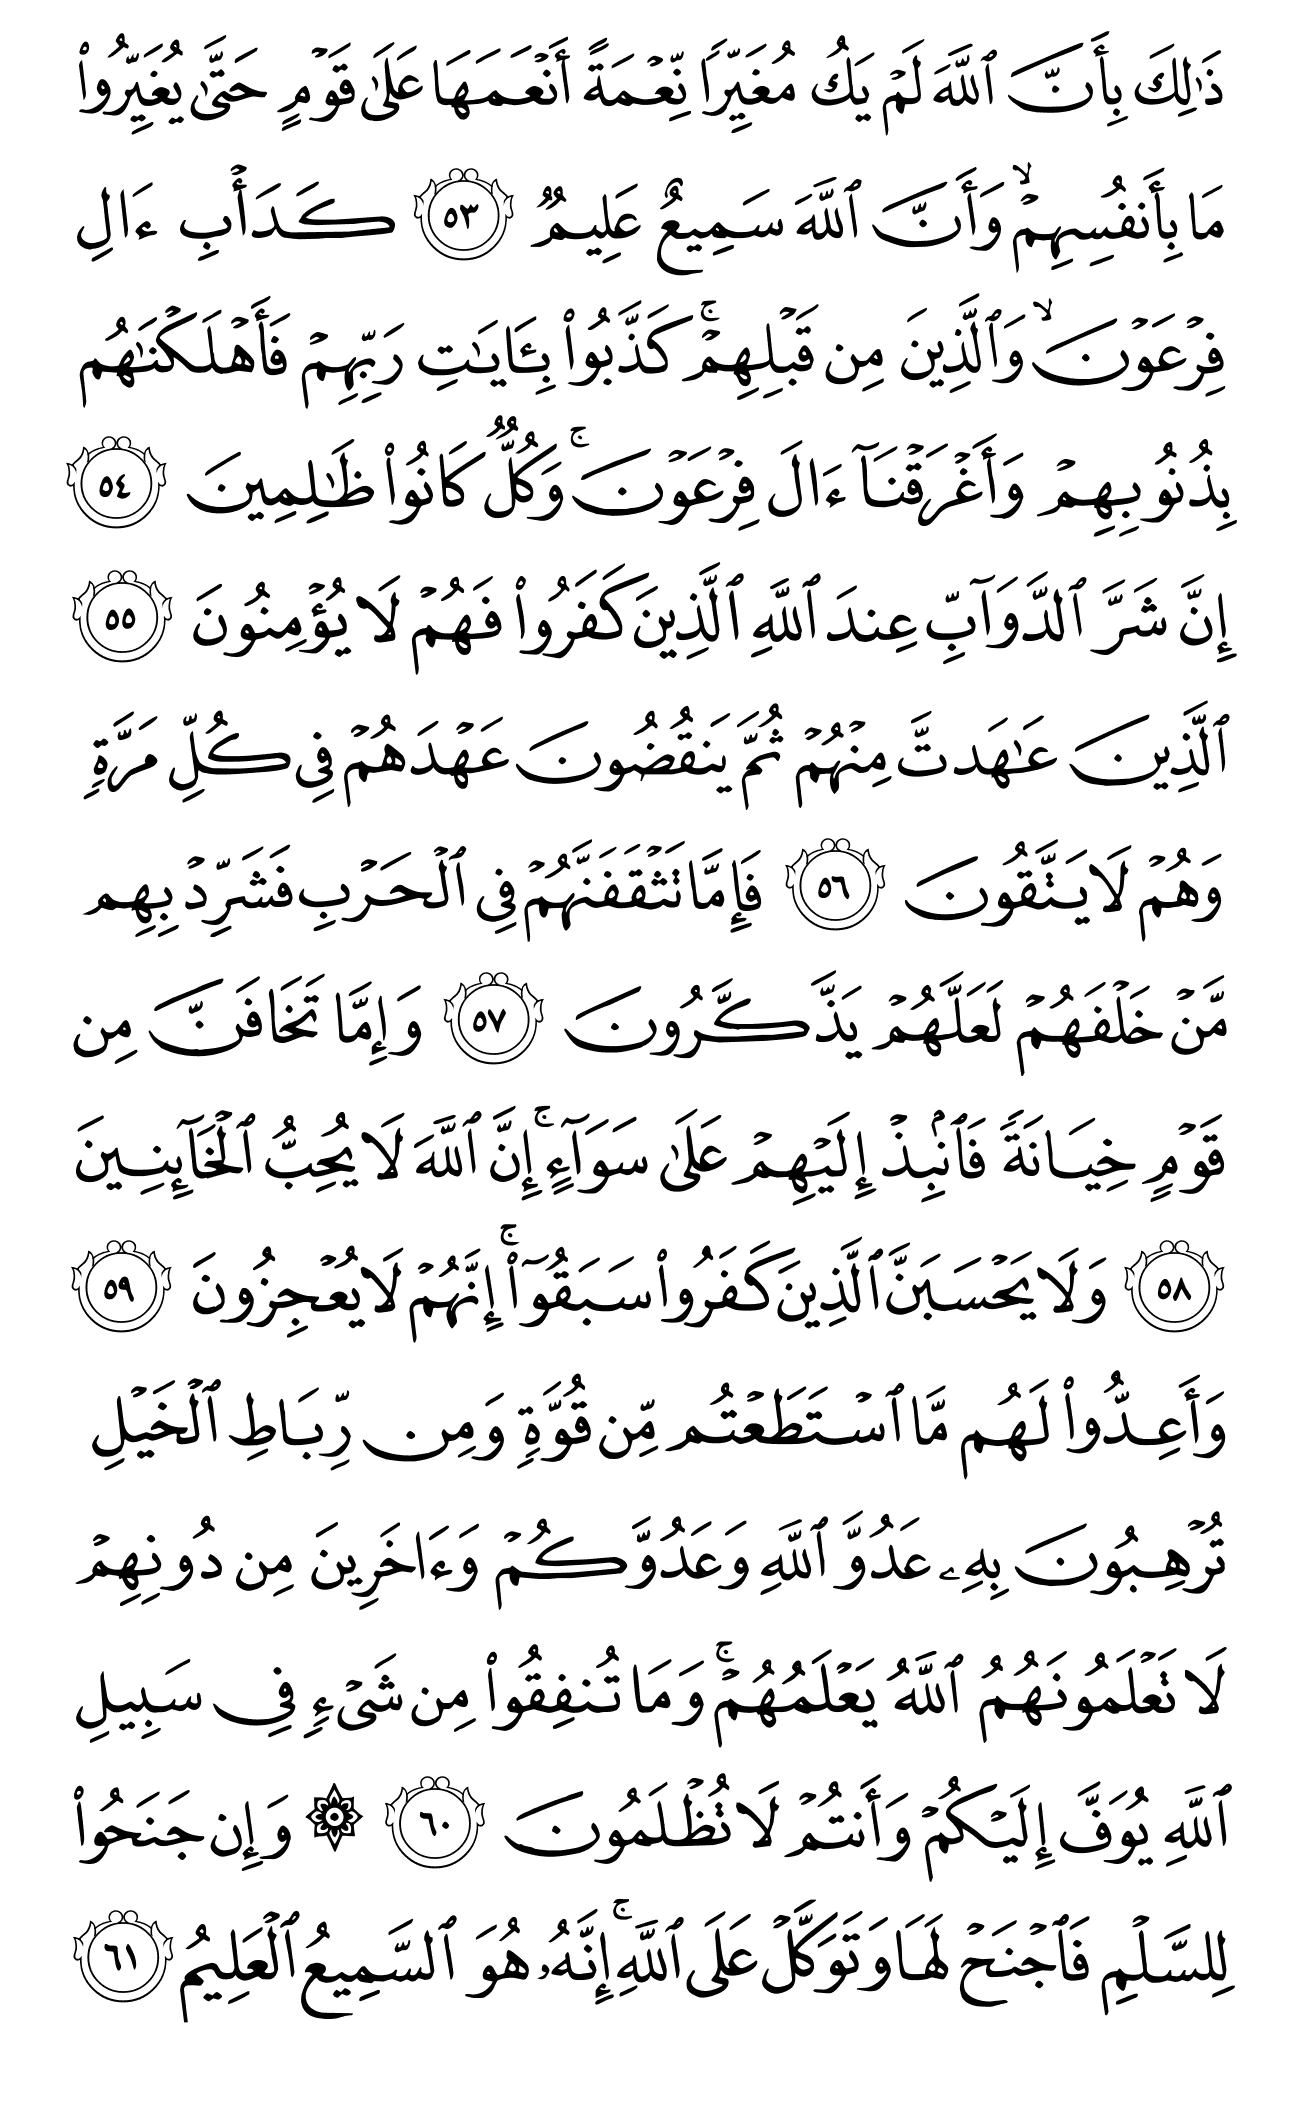 ذَٰلِكَ بِأَنَّ ٱللَّهَ لَمۡ يَكُ مُغَيِّرٗا نِّعۡمَةً أَنۡعَمَهَا عَلَىٰ قَوۡمٍ حَتَّىٰ يُغَيِّرُواْ
مَا بِأَنفُسِهِمۡۙ وَأَنَّ ٱللَّهَ سَمِيعٌ عَلِيمٞ ٥٣ كَدَأۡبِ ءَالِ
فِرۡعَوۡنَۙ وَٱلَّذِينَ مِن قَبۡلِهِمۡۚ كَذَّبُواْ بِـَٔايَٰتِ رَبِّهِمۡ فَأَهۡلَكۡنَٰهُم
بِذُنُوبِهِمۡ وَأَغۡرَقۡنَآ ءَالَ فِرۡعَوۡنَۚ وَكُلّٞ كَانُواْ ظَٰلِمِينَ ٥٤
إِنَّ شَرَّ ٱلدَّوَآبِّ عِندَ ٱللَّهِ ٱلَّذِينَ كَفَرُواْ فَهُمۡ لَا يُؤۡمِنُونَ ٥٥
ٱلَّذِينَ عَٰهَدتَّ مِنۡهُمۡ ثُمَّ يَنقُضُونَ عَهۡدَهُمۡ فِي كُلِّ مَرَّةٖ
وَهُمۡ لَا يَتَّقُونَ ٥٦ فَإِمَّا تَثۡقَفَنَّهُمۡ فِي ٱلۡحَرۡبِ فَشَرِّدۡ بِهِم
مَّنۡ خَلۡفَهُمۡ لَعَلَّهُمۡ يَذَّكَّرُونَ ٥٧ وَإِمَّا تَخَافَنَّ مِن
قَوۡمٍ خِيَانَةٗ فَٱنۢبِذۡ إِلَيۡهِمۡ عَلَىٰ سَوَآءٍۚ إِنَّ ٱللَّهَ لَا يُحِبُّ ٱلۡخَآئِنِينَ
٥٨ وَلَا يَحۡسَبَنَّ ٱلَّذِينَ كَفَرُواْ سَبَقُوٓاْۚ إِنَّهُمۡ لَا يُعۡجِزُونَ ٥٩
وَأَعِدُّواْ لَهُم مَّا ٱسۡتَطَعۡتُم مِّن قُوَّةٖ وَمِن رِّبَاطِ ٱلۡخَيۡلِ
تُرۡهِبُونَ بِهِۦ عَدُوَّ ٱللَّهِ وَعَدُوَّكُمۡ وَءَاخَرِينَ مِن دُونِهِمۡ
لَا تَعۡلَمُونَهُمُ ٱللَّهُ يَعۡلَمُهُمۡۚ وَمَا تُنفِقُواْ مِن شَيۡءٖ فِي سَبِيلِ
ٱللَّهِ يُوَفَّ إِلَيۡكُمۡ وَأَنتُمۡ لَا تُظۡلَمُونَ ٦٠ ۞ وَإِن جَنَحُواْ
لِلسَّلۡمِ فَٱجۡنَحۡ لَهَا وَتَوَكَّلۡ عَلَى ٱللَّهِۚ إِنَّهُۥ هُوَ ٱلسَّمِيعُ ٱلۡعَلِيمُ ٦١